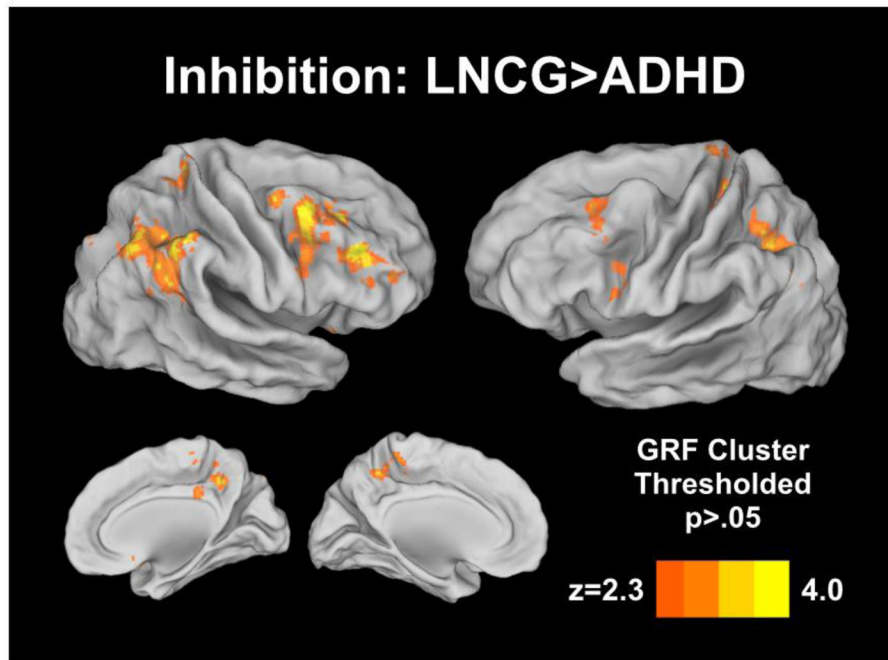 Inhibition: LNCG>ADHD
GRF Cluster
Thresholded
p>.05
z=2.3
4.0